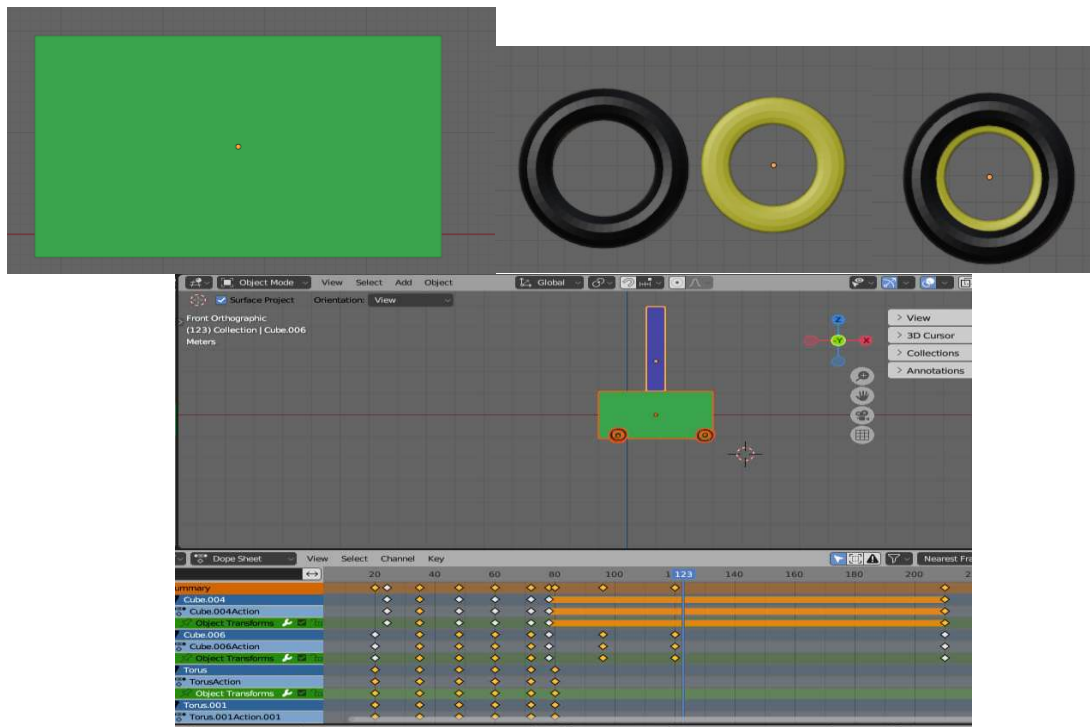 Object Mode View Select Add Object Global
Surface Project Orientation: View
Front Orthographic
(123) Collection | Cube.006
Meters
Z
-Y X
View
3D Cursor
Collections
Annotations
Dope Sheet View Select Channel Key Nearest Fra
20 40 60 80 100 123 140 160 180 200
ummary
Cube.004
Cube.004Action
Object Transforms
Cube.006
Cube.006Action
Object Transforms
Torus
TorusAction
Object Transforms
Torus.001
Torus.001Action.001